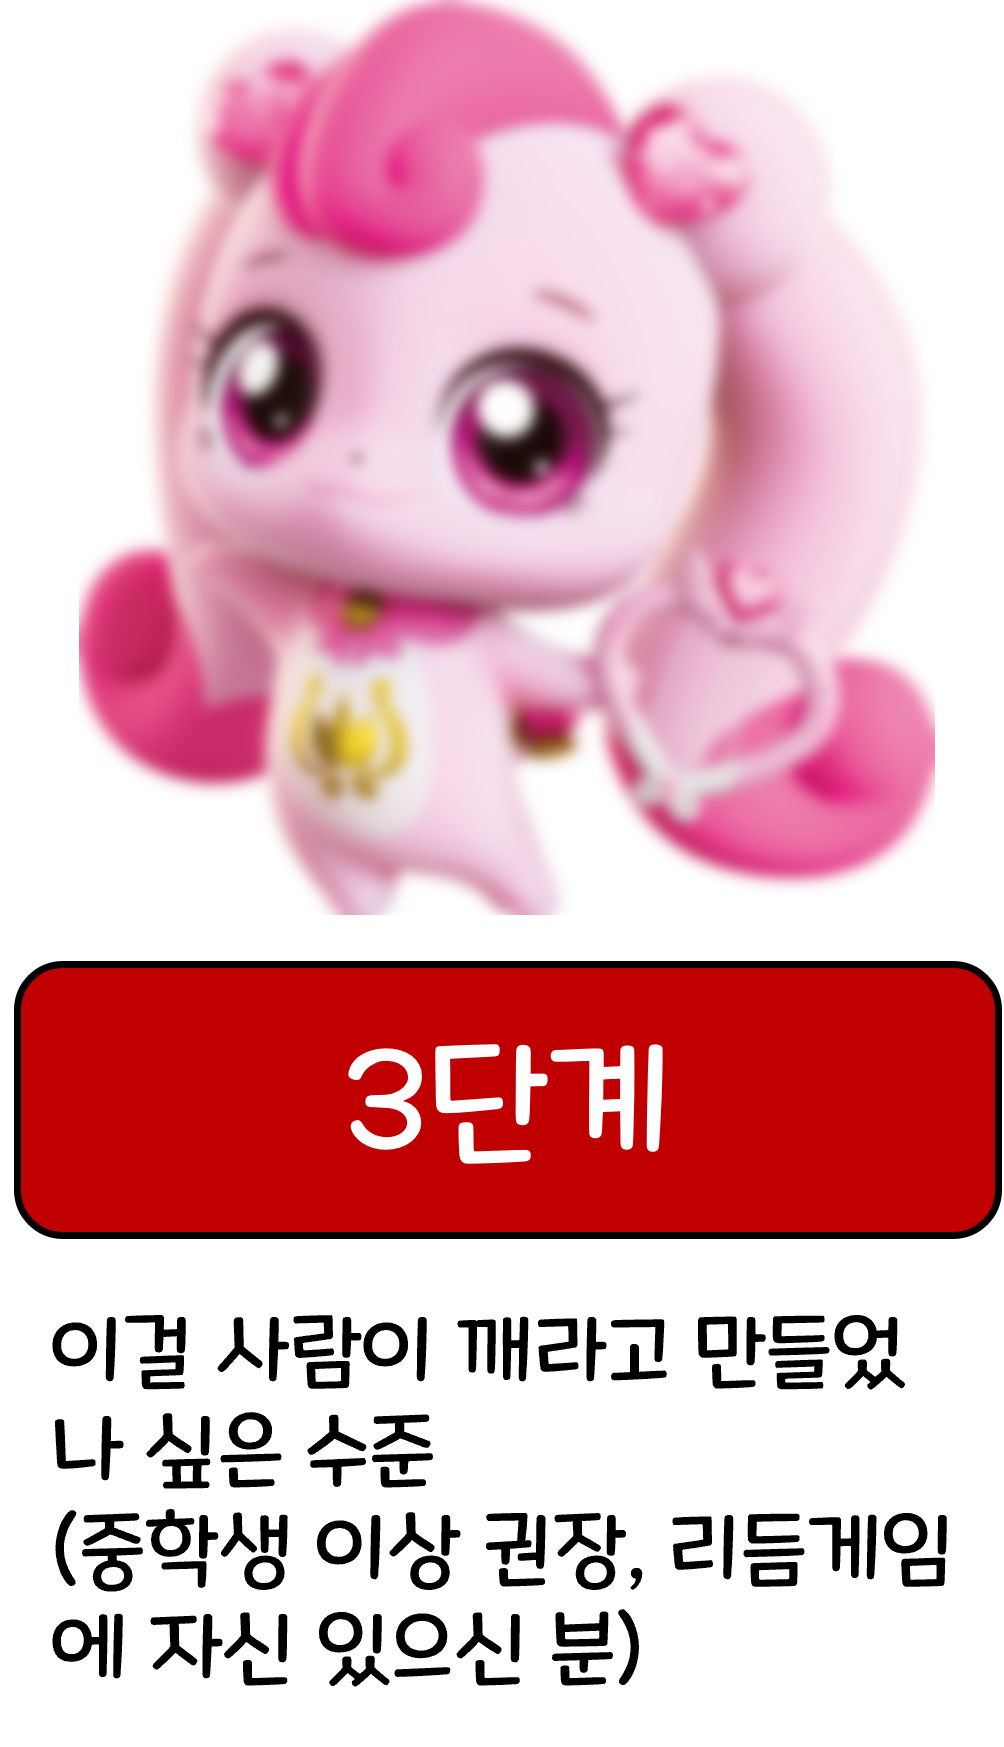 3단계
이걸 사람이 깨라고 만들었
나 싶은 수준
(중학생 이상 권장, 리듬게임
에 자신 있으신 분)